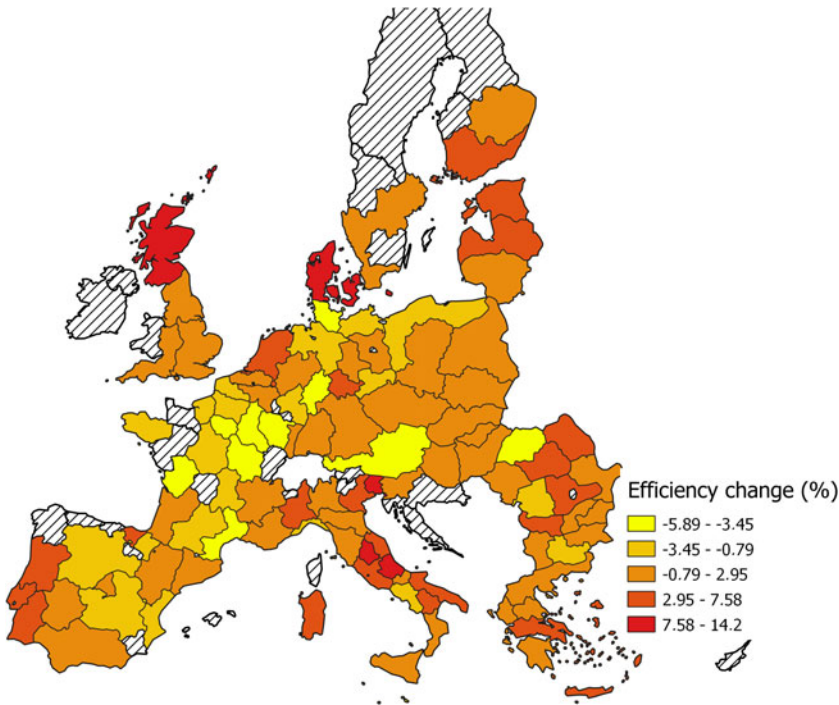 Efficiency change (%)
-5.89 - -3.45
-3.45 - -0.79
-0.79 - 2.95
2.95 - 7.58
7.58 - 14.2